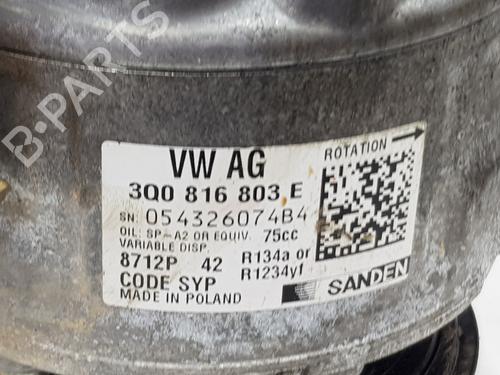 B-PARTS
VW AG
ROTATION
3Q0 816 803 E
SN: 054326074B4
OIL: SP-A2 OR EQUIV. 75cc
VARIABLE DISP.
8712P 42 R134a or
R1234yf
CODE SYP
MADE IN POLAND
SANDEN